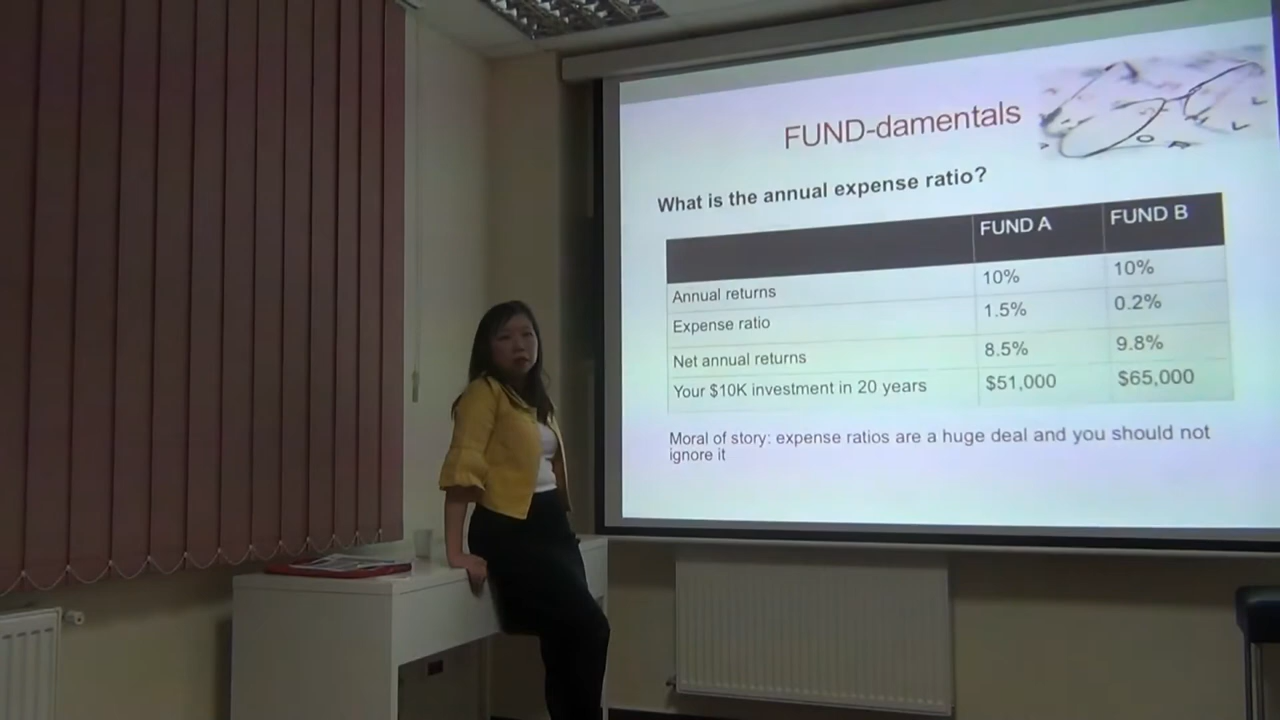 FUND-damentals
What is the annual expense ratio?
FUND A FUND B
Annual returns 10% 10%
Expense ratio 1.5% 0.2%
Net annual returns 8.5% 9.8%
Your $10K investment in 20 years $51,000 $65,000
Moral of story: expense ratios are a huge deal and you should not
ignore it